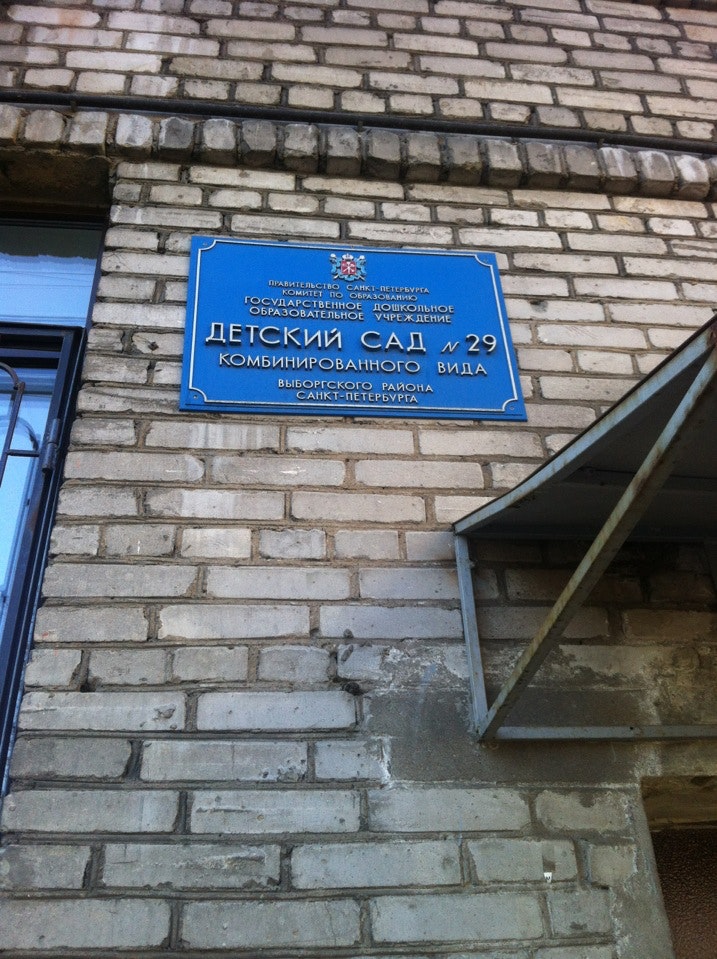 ПРАВИТЕЛЬСТВО САНКТ-ПЕТЕРБУРГА
КОМИТЕТ ПО ОБРАЗОВАНИЮ
ГОСУДАРСТВЕННОЕ ДОШКОЛЬНОЕ
ОБРАЗОВАТЕЛЬНОЕ УЧРЕЖДЕНИЕ
ДЕТСКИЙ САД N 29
КОМБИНИРОВАННОГО ВИДА
ВЫБОРГСКОГО РАЙОНА
САНКТ-ПЕТЕРБУРГА